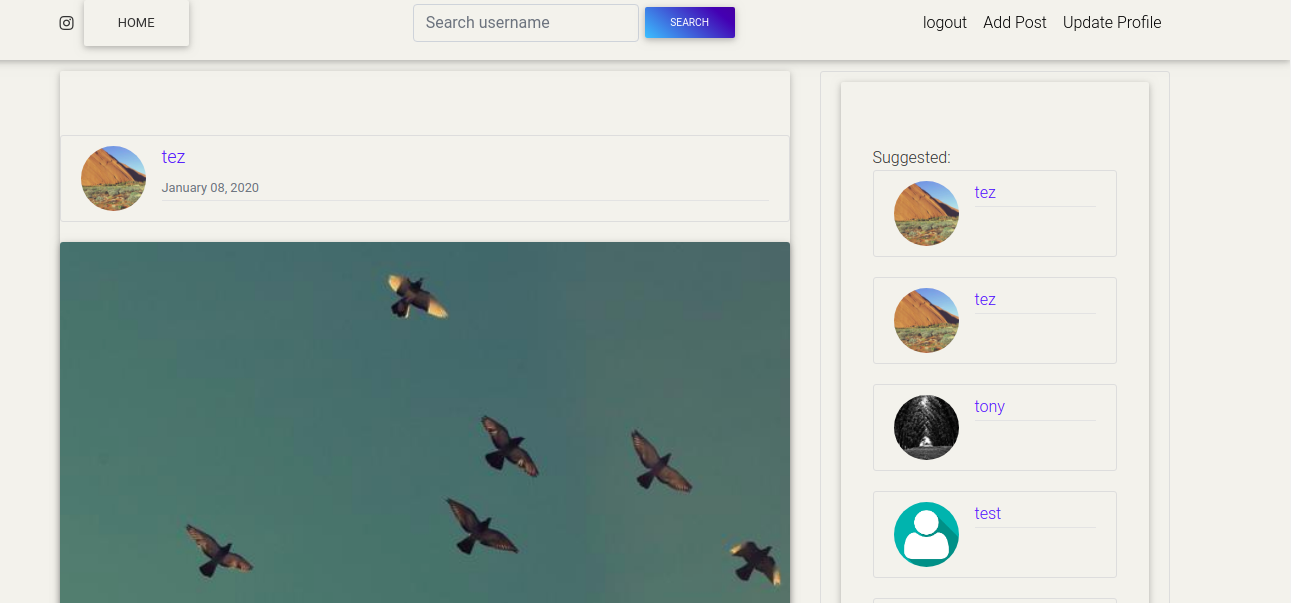 HOME
Search username
SEARCH
logout Add Post Update Profile
tez
January 08, 2020
Suggested:
tez
tez
tony
test